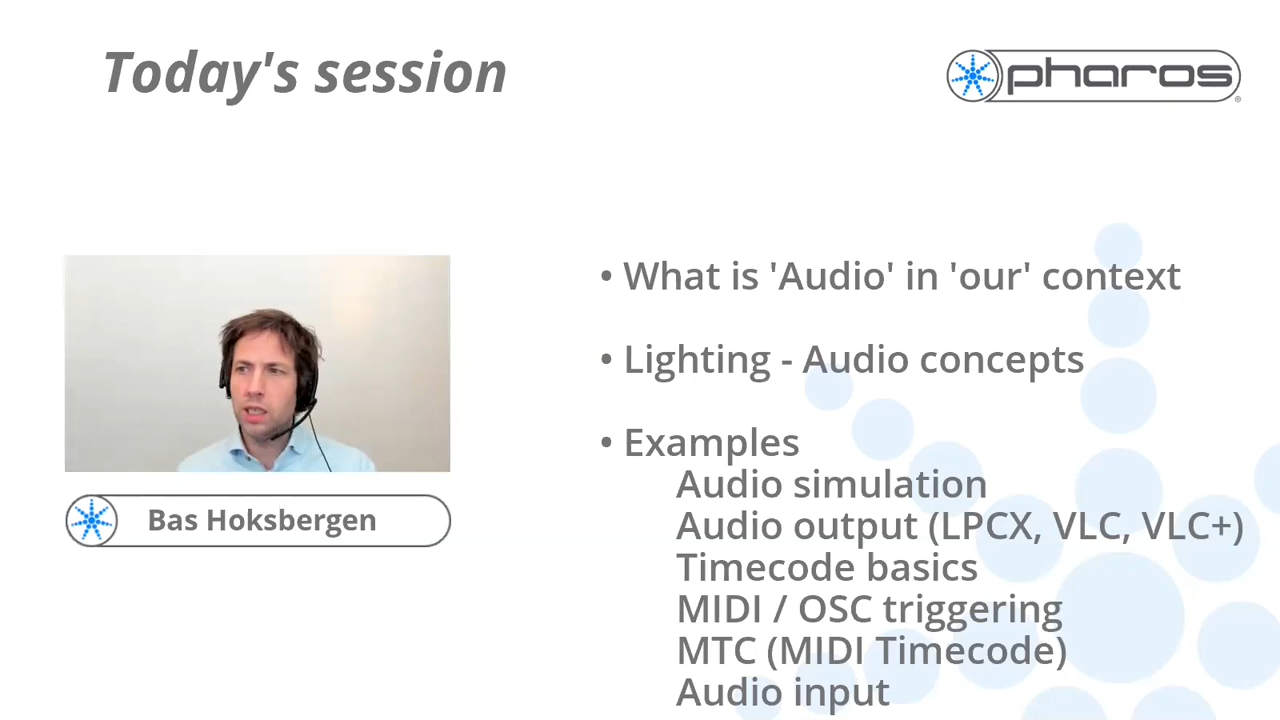 Today's session
pharos
Bas Hoksbergen
• What is 'Audio' in 'our' context
• Lighting - Audio concepts
• Examples
Audio simulation
Audio output (LPCX, VLC, VLC+)
Timecode basics
MIDI / OSC triggering
MTC (MIDI Timecode)
Audio input